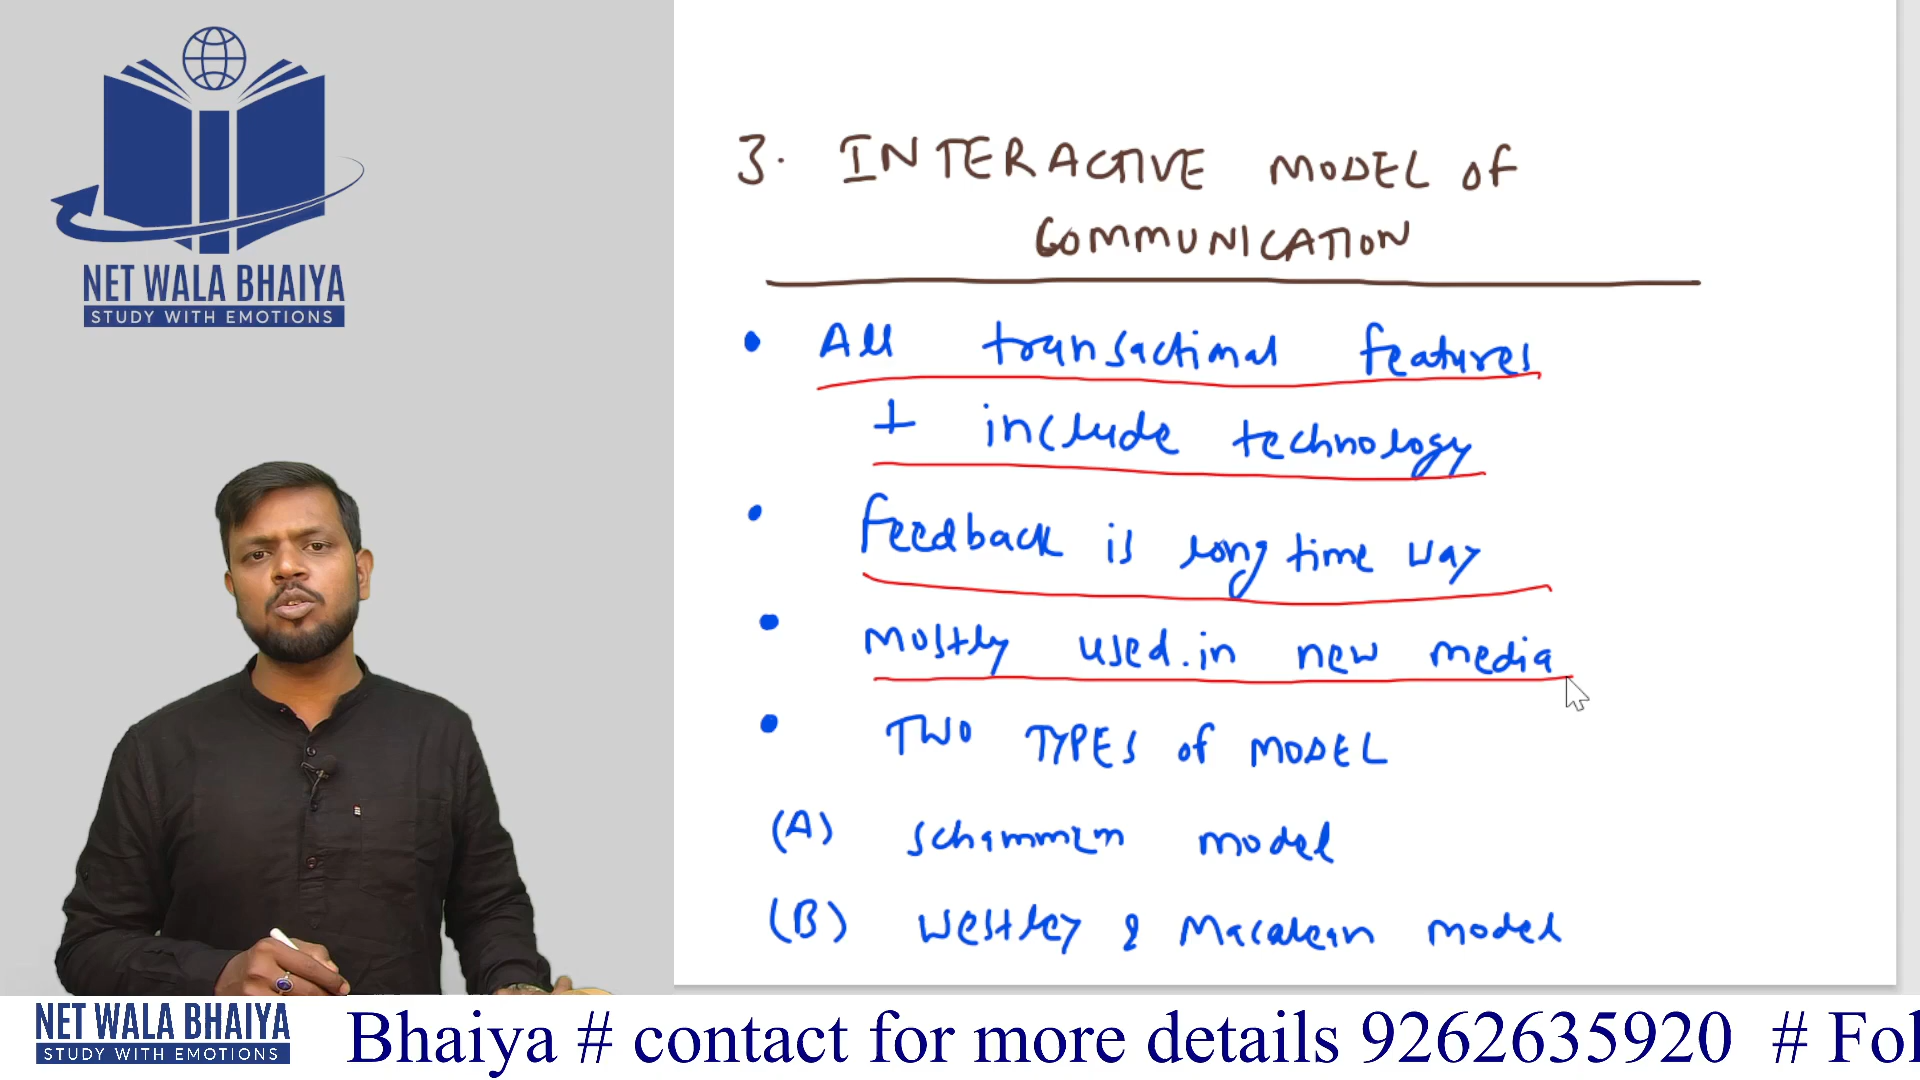 NET WALA BHAIYA
STUDY WITH EMOTIONS
3. INTERACTIVE MODEL OF
COMMUNICATION
• All transactional features
+ include technology
• feedback is long time way
• Mostly used in new media
• TWO TYPES of MODEL
(A) Schammen model
(B) Westley & Macalean model
NET WALA BHAIYA
STUDY WITH EMOTIONS
Bhaiya # contact for more details 9262635920 # Fol